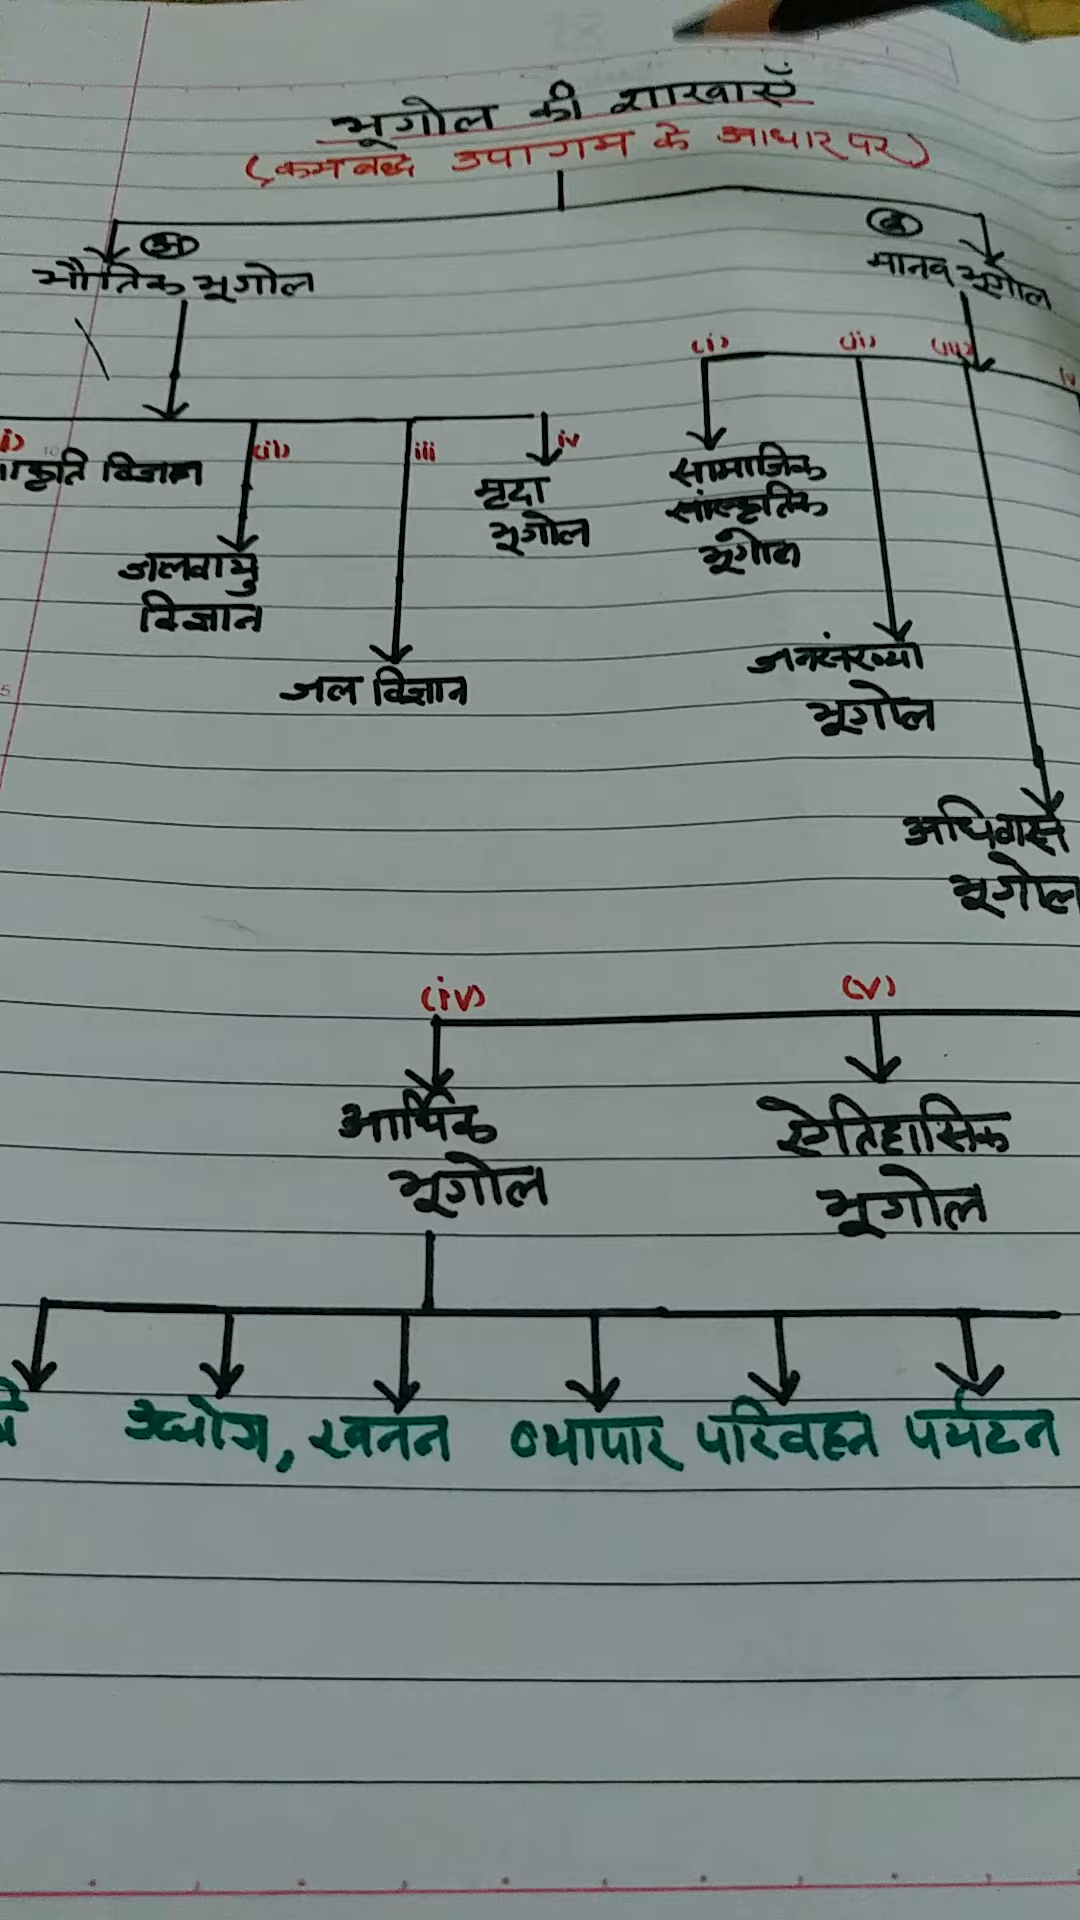 भूगोल की शाखाएँ
(क्रमबद्ध उपागम के आधार पर)
अ
ब
भौतिक भूगोल
मानव भूगोल
(i) (ii) (iii) iv
i) (ii) iii iv
ाकृति विज्ञान
जलवायु
विज्ञान
जल विज्ञान
मृदा
भूगोल
सामाजिक
सांस्कृतिक
भूगोल
जनसंख्या
भूगोल
अधिवास
भूगोल
(iv) (v)
आर्थिक
भूगोल
ऐतिहासिक
भूगोल
उद्योग, खनन व्यापार परिवहन पर्यटन